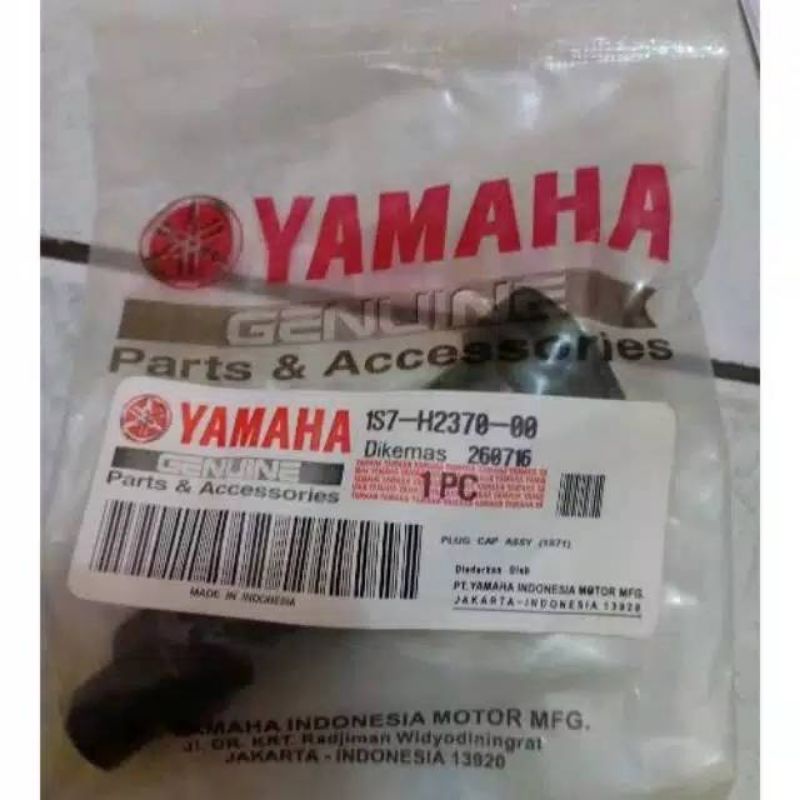 YAMAHA
GENUINE
Parts & Accessories
YAMAHA
GENUINE
Parts & Accessories
1S7-H2370-00
Dikemas 260716
1 PC
PLUG CAP ASSY (1S71)
Diedarkan Oleh
PT.YAMAHA INDONESIA MOTOR MFG.
JAKARTA-INDONESIA 13920
MADE IN INDONESIA
YAMAHA INDONESIA MOTOR MFG.
Jl. DR. KRT. Radjiman Widyodiningrat
JAKARTA - INDONESIA 13920